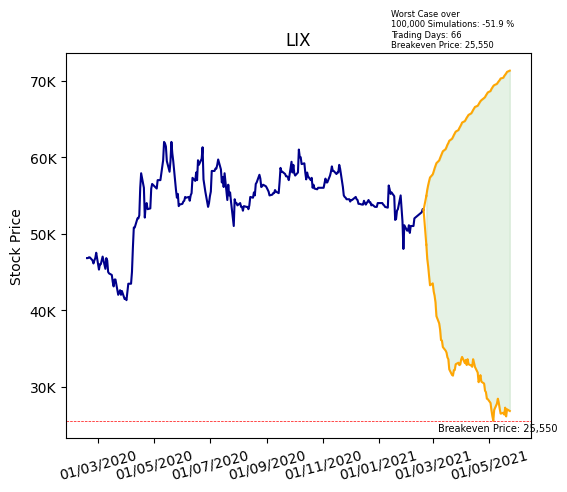 Worst Case over
100,000 Simulations: -51.9 %
Trading Days: 66
Breakeven Price: 25,550
LIX
Stock Price
70K
60K
50K
40K
30K
Breakeven Price: 25,550
01/03/2020
01/05/2020
01/07/2020
01/09/2020
01/11/2020
01/01/2021
01/03/2021
01/05/2021